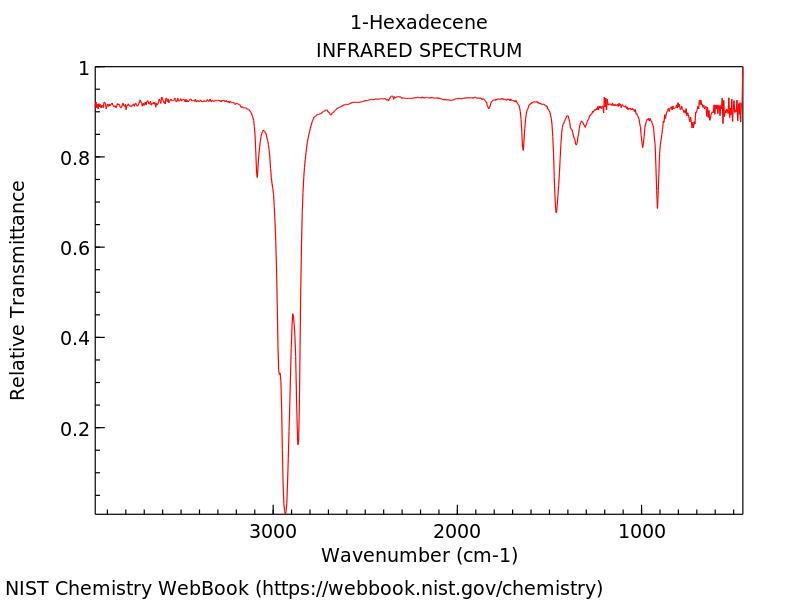 1-Hexadecene
INFRARED SPECTRUM
1
0.8
0.6
0.4
0.2
Relative Transmittance
3000 2000 1000
Wavenumber (cm-1)
NIST Chemistry WebBook (https://webbook.nist.gov/chemistry)